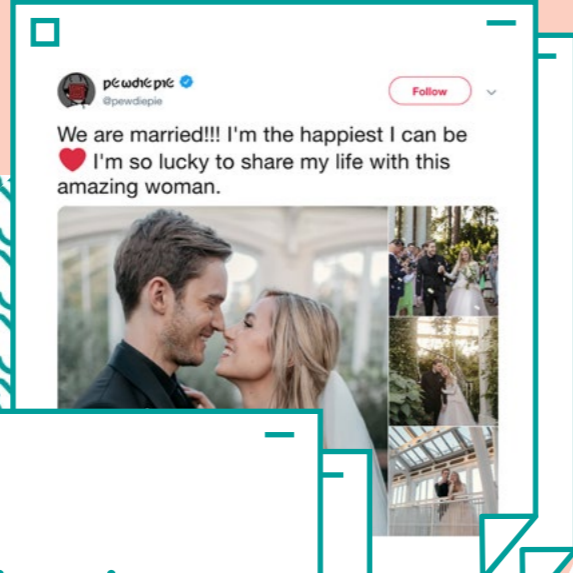 pewdiepie
Follow
@pewdiepie
We are married!!! I'm the happiest I can be
❤️ I'm so lucky to share my life with this
amazing woman.